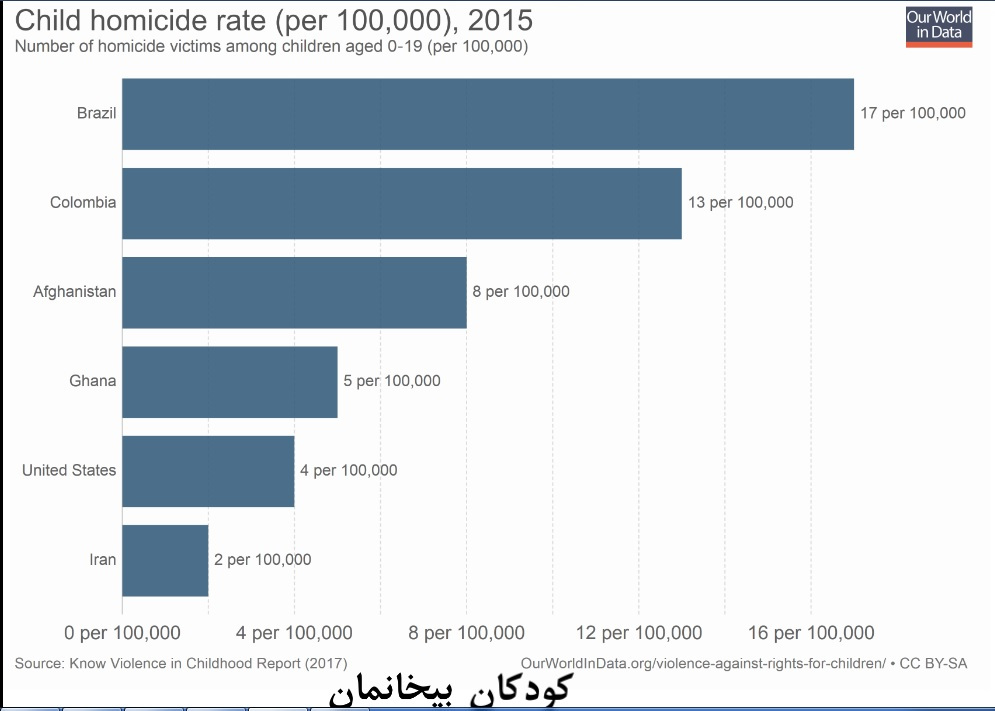 Child homicide rate (per 100,000), 2015
Number of homicide victims among children aged 0-19 (per 100,000)
Our World
in Data
Brazil 17 per 100,000
Colombia 13 per 100,000
Afghanistan 8 per 100,000
Ghana 5 per 100,000
United States 4 per 100,000
Iran 2 per 100,000
0 per 100,000 4 per 100,000 8 per 100,000 12 per 100,000 16 per 100,000
Source: Know Violence in Childhood Report (2017) OurWorldInData.org/violence-against-rights-for-children/ • CC BY-SA
کودکان بیخانمان